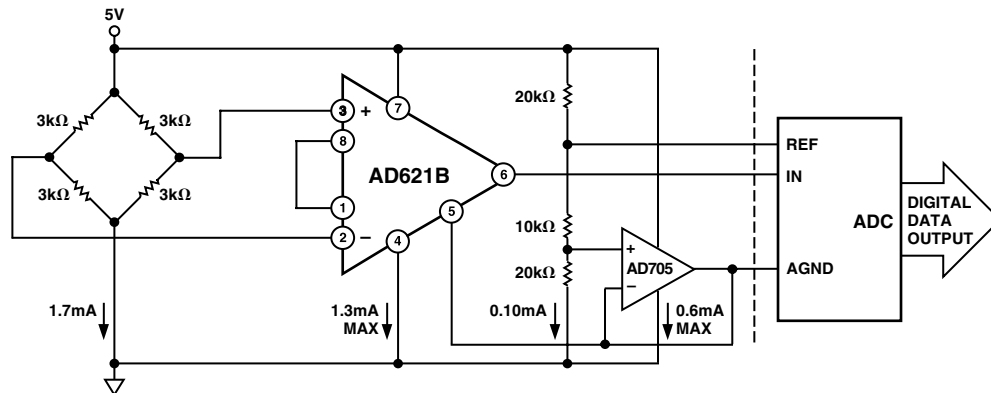 5V
3kΩ
3kΩ
3kΩ
3kΩ
1.7mA
3
8
1
2
+
–
7
AD621B
6
5
4
1.3mA
MAX
20kΩ
10kΩ
20kΩ
0.10mA
+
AD705
–
0.6mA
MAX
REF
IN
ADC
AGND
DIGITAL
DATA
OUTPUT